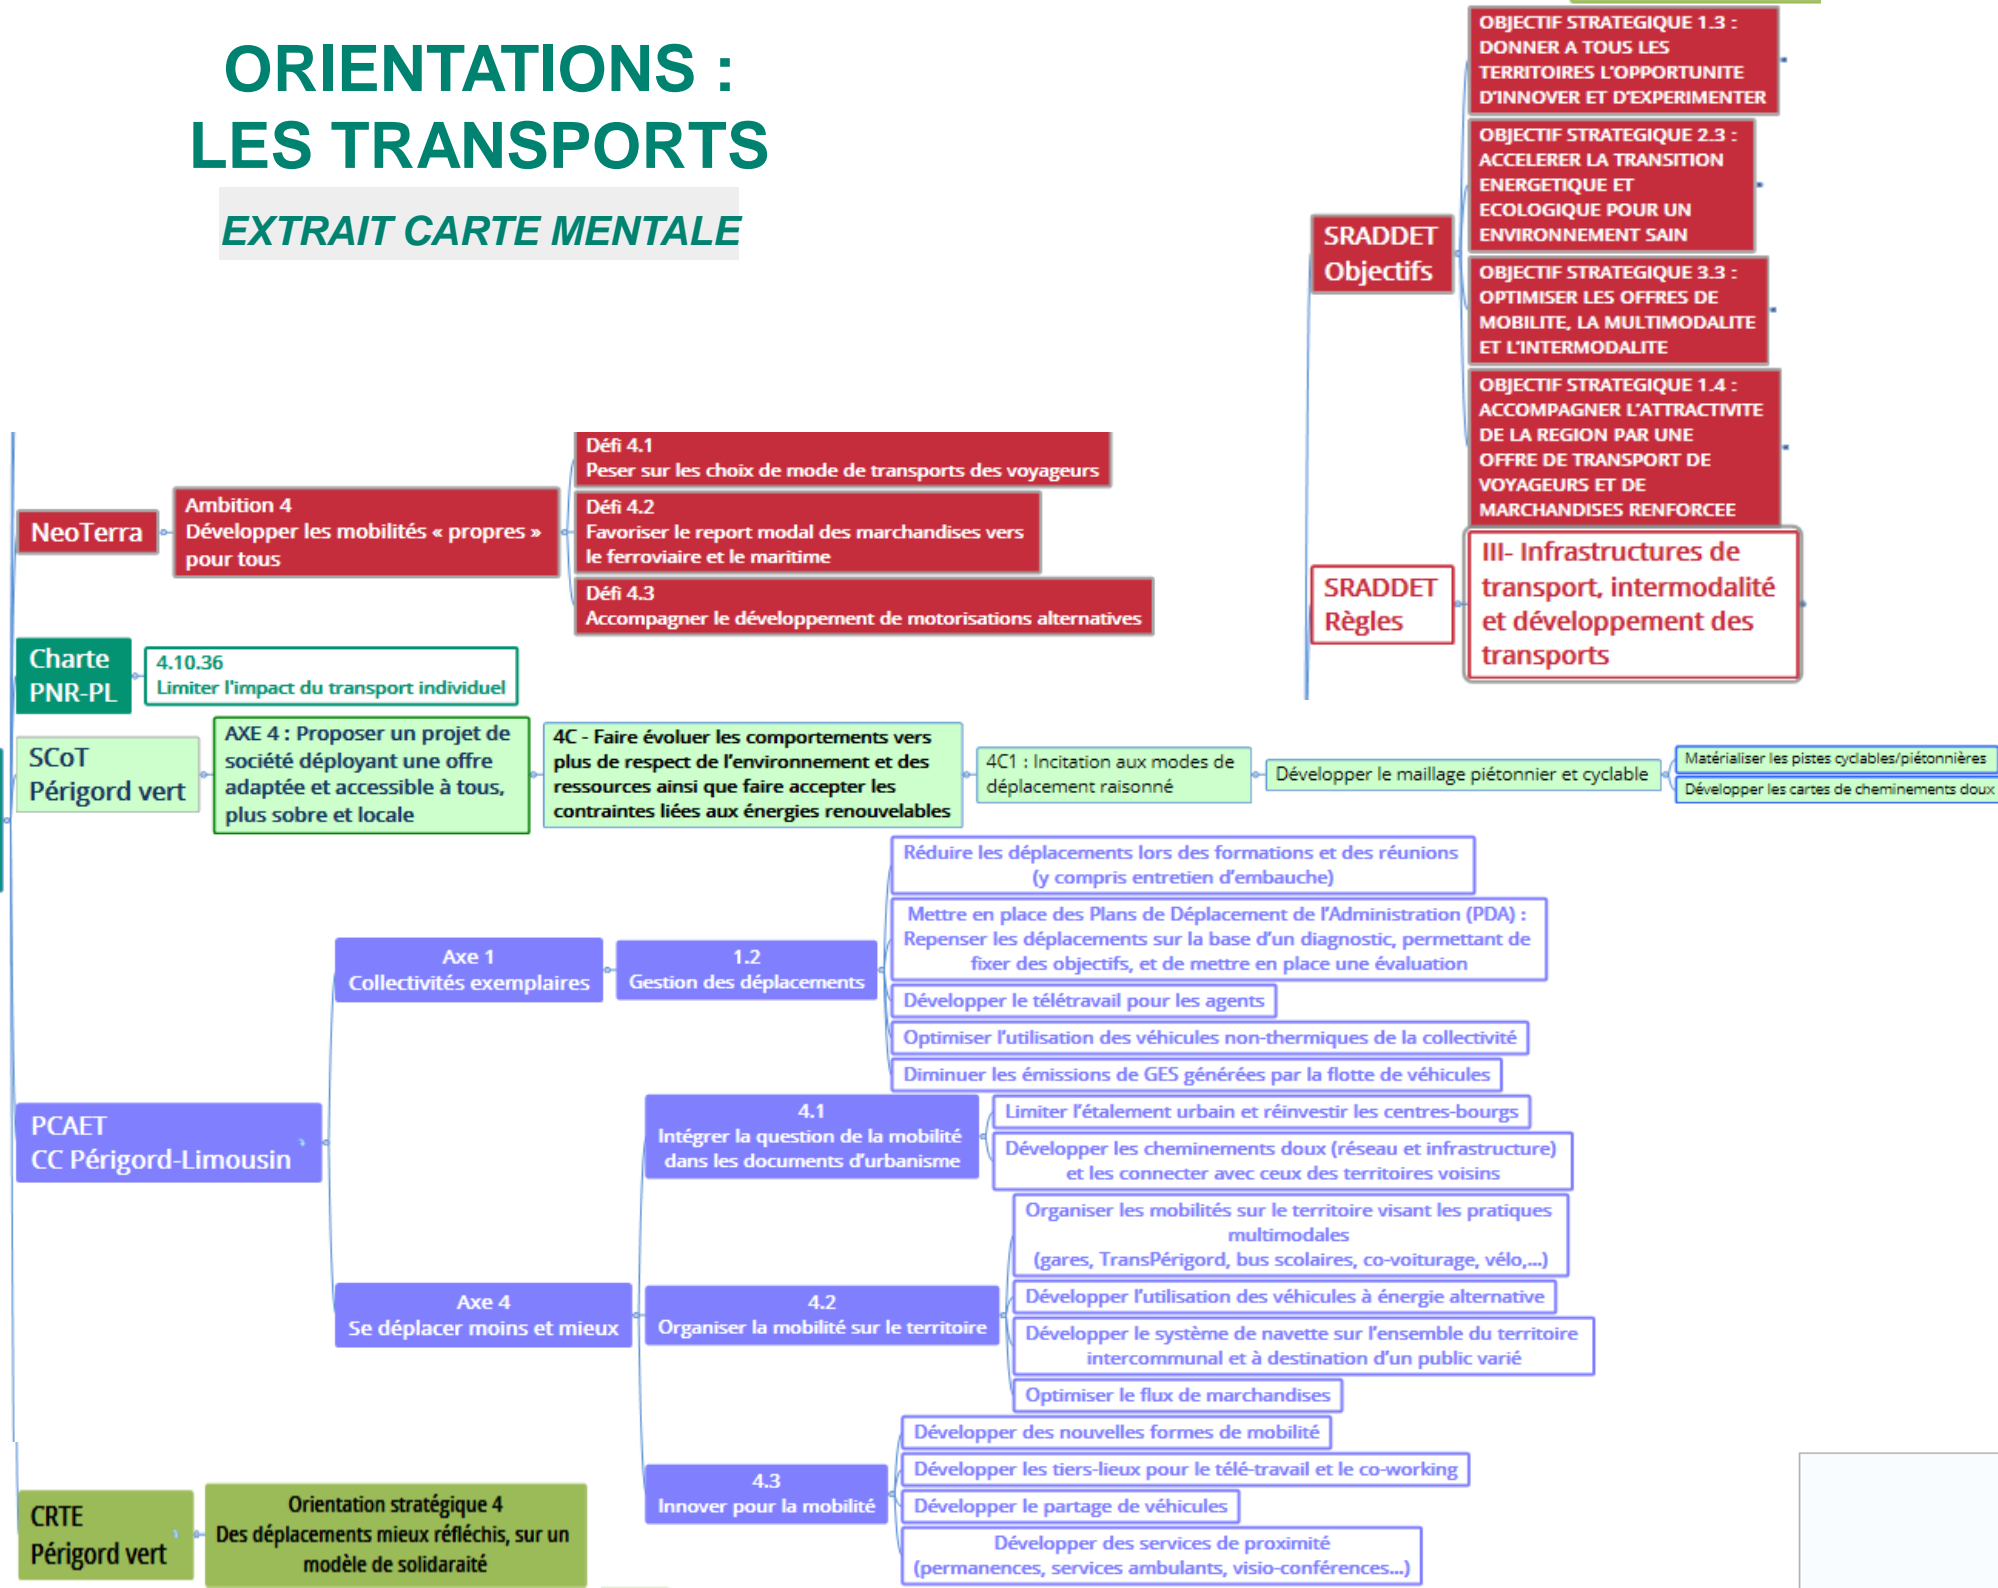 ORIENTATIONS :
LES TRANSPORTS
EXTRAIT CARTE MENTALE
SRADDET
Objectifs
OBJECTIF STRATEGIQUE 1.3 :
DONNER A TOUS LES
TERRITOIRES L'OPPORTUNITE
D'INNOVER ET D'EXPERIMENTER
OBJECTIF STRATEGIQUE 2.3 :
ACCELERER LA TRANSITION
ENERGETIQUE ET
ECOLOGIQUE POUR UN
ENVIRONNEMENT SAIN
OBJECTIF STRATEGIQUE 3.3 :
OPTIMISER LES OFFRES DE
MOBILITE, LA MULTIMODALITE
ET L'INTERMODALITE
OBJECTIF STRATEGIQUE 1.4 :
ACCOMPAGNER L'ATTRACTIVITE
DE LA REGION PAR UNE
OFFRE DE TRANSPORT DE
VOYAGEURS ET DE
MARCHANDISES RENFORCEE
SRADDET
Règles
III- Infrastructures de
transport, intermodalité
et développement des
transports
NeoTerra
Ambition 4
Développer les mobilités « propres »
pour tous
Défi 4.1
Peser sur les choix de mode de transports des voyageurs
Défi 4.2
Favoriser le report modal des marchandises vers
le ferroviaire et le maritime
Défi 4.3
Accompagner le développement de motorisations alternatives
Charte
PNR-PL
4.10.36
Limiter l'impact du transport individuel
SCoT
Périgord vert
AXE 4 : Proposer un projet de
société déployant une offre
adaptée et accessible à tous,
plus sobre et locale
4C - Faire évoluer les comportements vers
plus de respect de l'environnement et des
ressources ainsi que faire accepter les
contraintes liées aux énergies renouvelables
4C1 : Incitation aux modes de
déplacement raisonné
Développer le maillage piétonnier et cyclable
Matérialiser les pistes cyclables/piétonnières
Développer les cartes de cheminements doux
PCAET
CC Périgord-Limousin
Axe 1
Collectivités exemplaires
1.2
Gestion des déplacements
Réduire les déplacements lors des formations et des réunions
(y compris entretien d'embauche)
Mettre en place des Plans de Déplacement de l'Administration (PDA) :
Repenser les déplacements sur la base d'un diagnostic, permettant de
fixer des objectifs, et de mettre en place une évaluation
Développer le télétravail pour les agents
Optimiser l'utilisation des véhicules non-thermiques de la collectivité
Diminuer les émissions de GES générées par la flotte de véhicules
Axe 4
Se déplacer moins et mieux
4.1
Intégrer la question de la mobilité
dans les documents d'urbanisme
Limiter l'étalement urbain et réinvestir les centres-bourgs
Développer les cheminements doux (réseau et infrastructure)
et les connecter avec ceux des territoires voisins
4.2
Organiser la mobilité sur le territoire
Organiser les mobilités sur le territoire visant les pratiques
multimodales
(gares, TransPérigord, bus scolaires, co-voiturage, vélo,...)
Développer l'utilisation des véhicules à énergie alternative
Développer le système de navette sur l'ensemble du territoire
intercommunal et à destination d'un public varié
Optimiser le flux de marchandises
4.3
Innover pour la mobilité
Développer des nouvelles formes de mobilité
Développer les tiers-lieux pour le télé-travail et le co-working
Développer le partage de véhicules
Développer des services de proximité
(permanences, services ambulants, visio-conférences...)
CRTE
Périgord vert
Orientation stratégique 4
Des déplacements mieux réfléchis, sur un
modèle de solidaraité